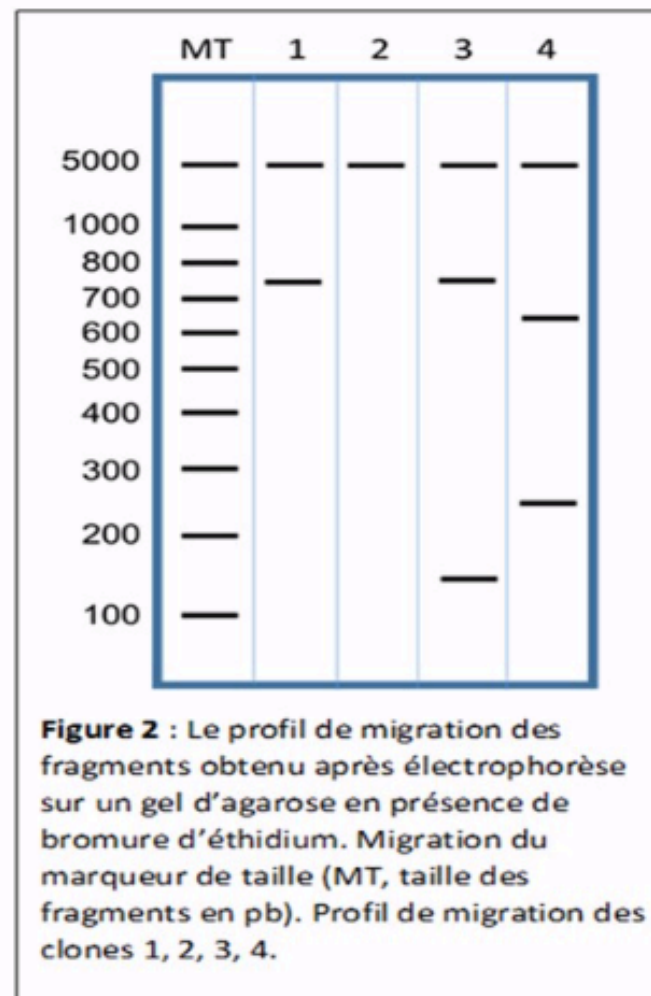 MT 1 2 3 4
5000
1000
800
700
600
500
400
300
200
100
Figure 2 : Le profil de migration des
fragments obtenu après électrophorèse
sur un gel d'agarose en présence de
bromure d'éthidium. Migration du
marqueur de taille (MT, taille des
fragments en pb). Profil de migration des
clones 1, 2, 3, 4.